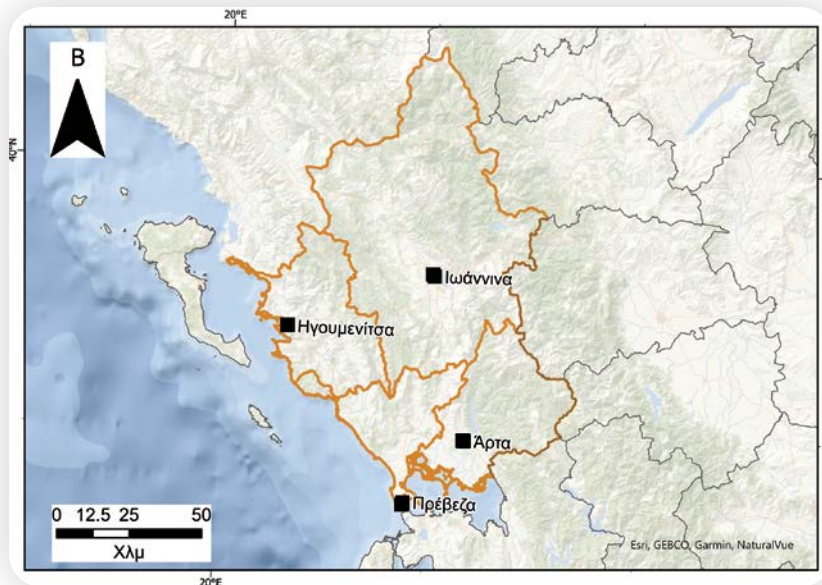 20°E
B
40°N
Ιωάννινα
Ηγουμενίτσα
Άρτα
Πρέβεζα
0 12.5 25 50
Χλμ
Esri, GEBCO, Garmin, NaturalVue
20°E